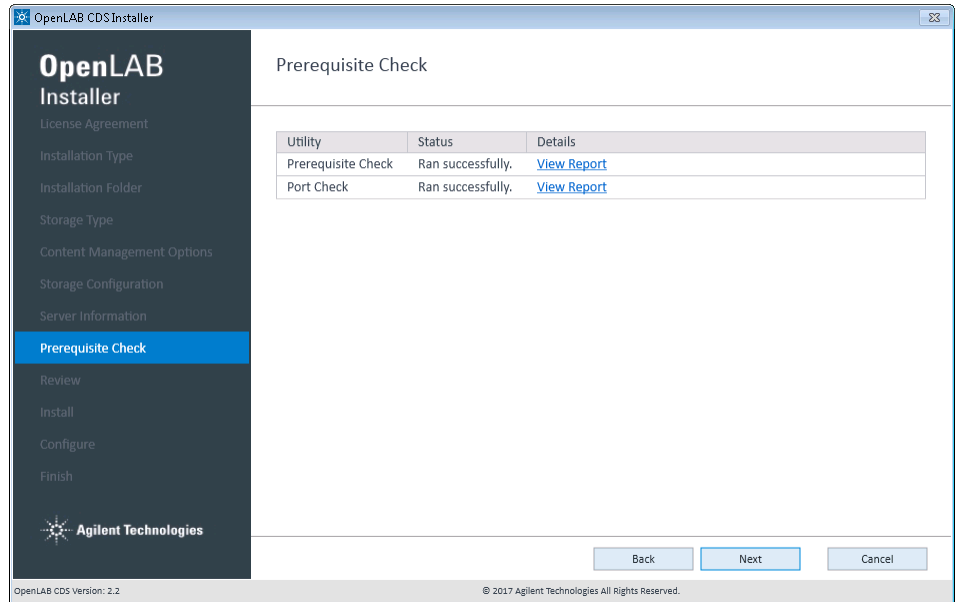 OpenLAB CDS Installer
OpenLAB
Installer
License Agreement
Installation Type
Installation Folder
Storage Type
Content Management Options
Storage Configuration
Server Information
Prerequisite Check
Review
Install
Configure
Finish
Agilent Technologies
Prerequisite Check
Utility Status Details
Prerequisite Check Ran successfully. View Report
Port Check Ran successfully. View Report
Back Next Cancel
OpenLAB CDS Version: 2.2 © 2017 Agilent Technologies All Rights Reserved.